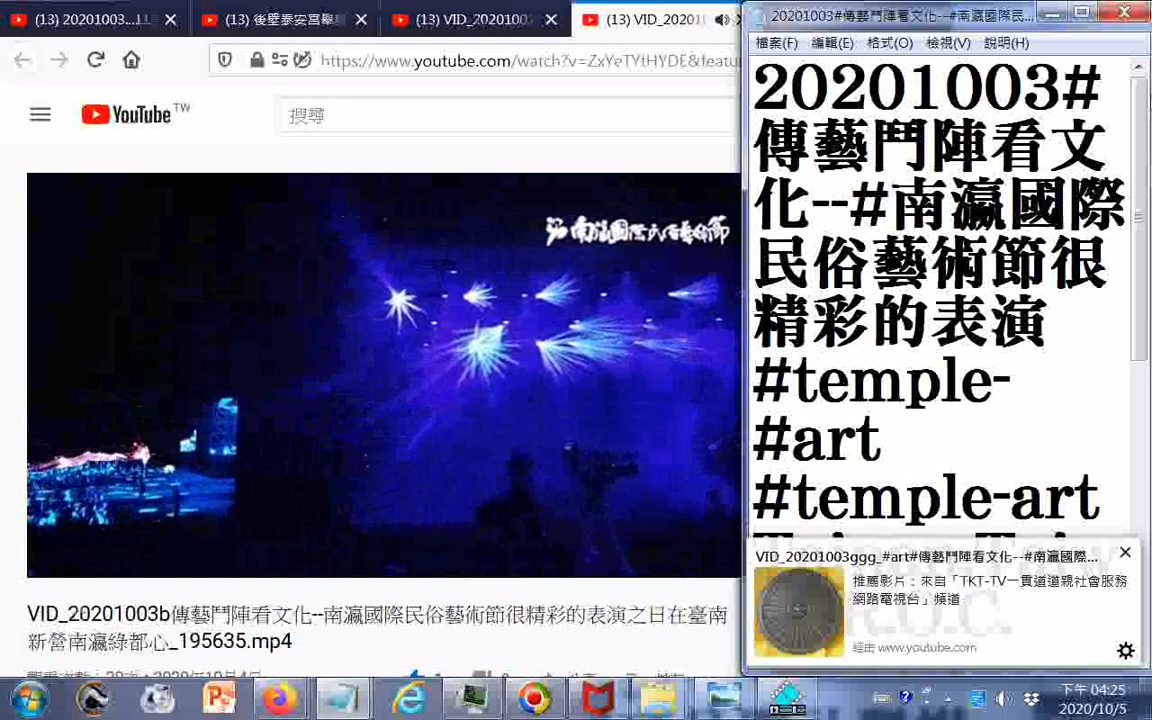 (13) 20201003...
(13) 後壁泰安宮
(13) VID_202010
(13) VID_20201
20201003#傳藝鬥陣看文化--#南瀛國際民...
檔案(F) 編輯(E) 格式(O) 檢視(V) 說明(H)
https://www.youtube.com/watch?v=ZxYeTYtHYDE&featu
YouTube TW
搜尋
南瀛國際民俗藝術節
20201003#
傳藝鬥陣看文
化--#南瀛國際
民俗藝術節很
精彩的表演
#temple-
#art
#temple-art
VID_20201003ggg_#art#傳藝鬥陣看文化--#南瀛國際...
推薦影片：來自「TKT-TV一貫道道親社會服務
網路電視台」頻道
經由 www.youtube.com
VID_20201003b傳藝鬥陣看文化--南瀛國際民俗藝術節很精彩的表演之日在臺南
新營南瀛綠都心_195635.mp4
下午 04:25
2020/10/5